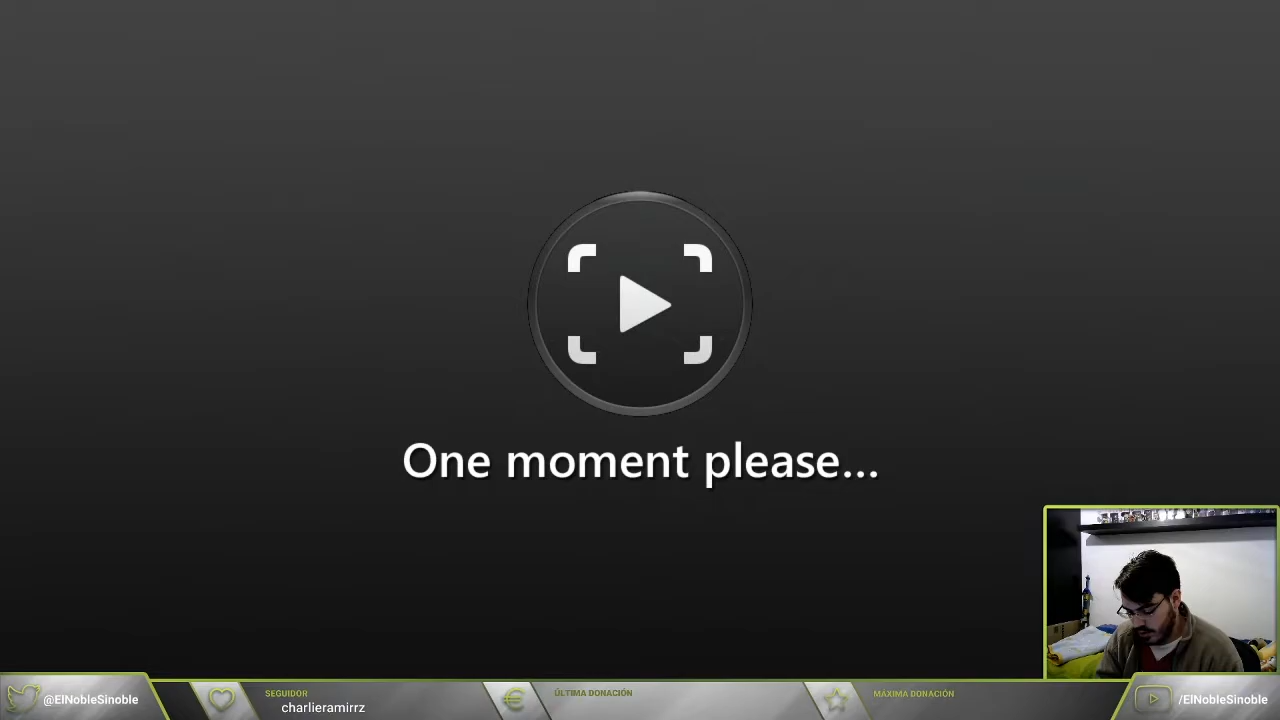 One moment please...
@ElNobleSinoble
SEGUIDOR
charlieramirrz
ÚLTIMA DONACIÓN
MÁXIMA DONACIÓN
/ElNobleSinoble